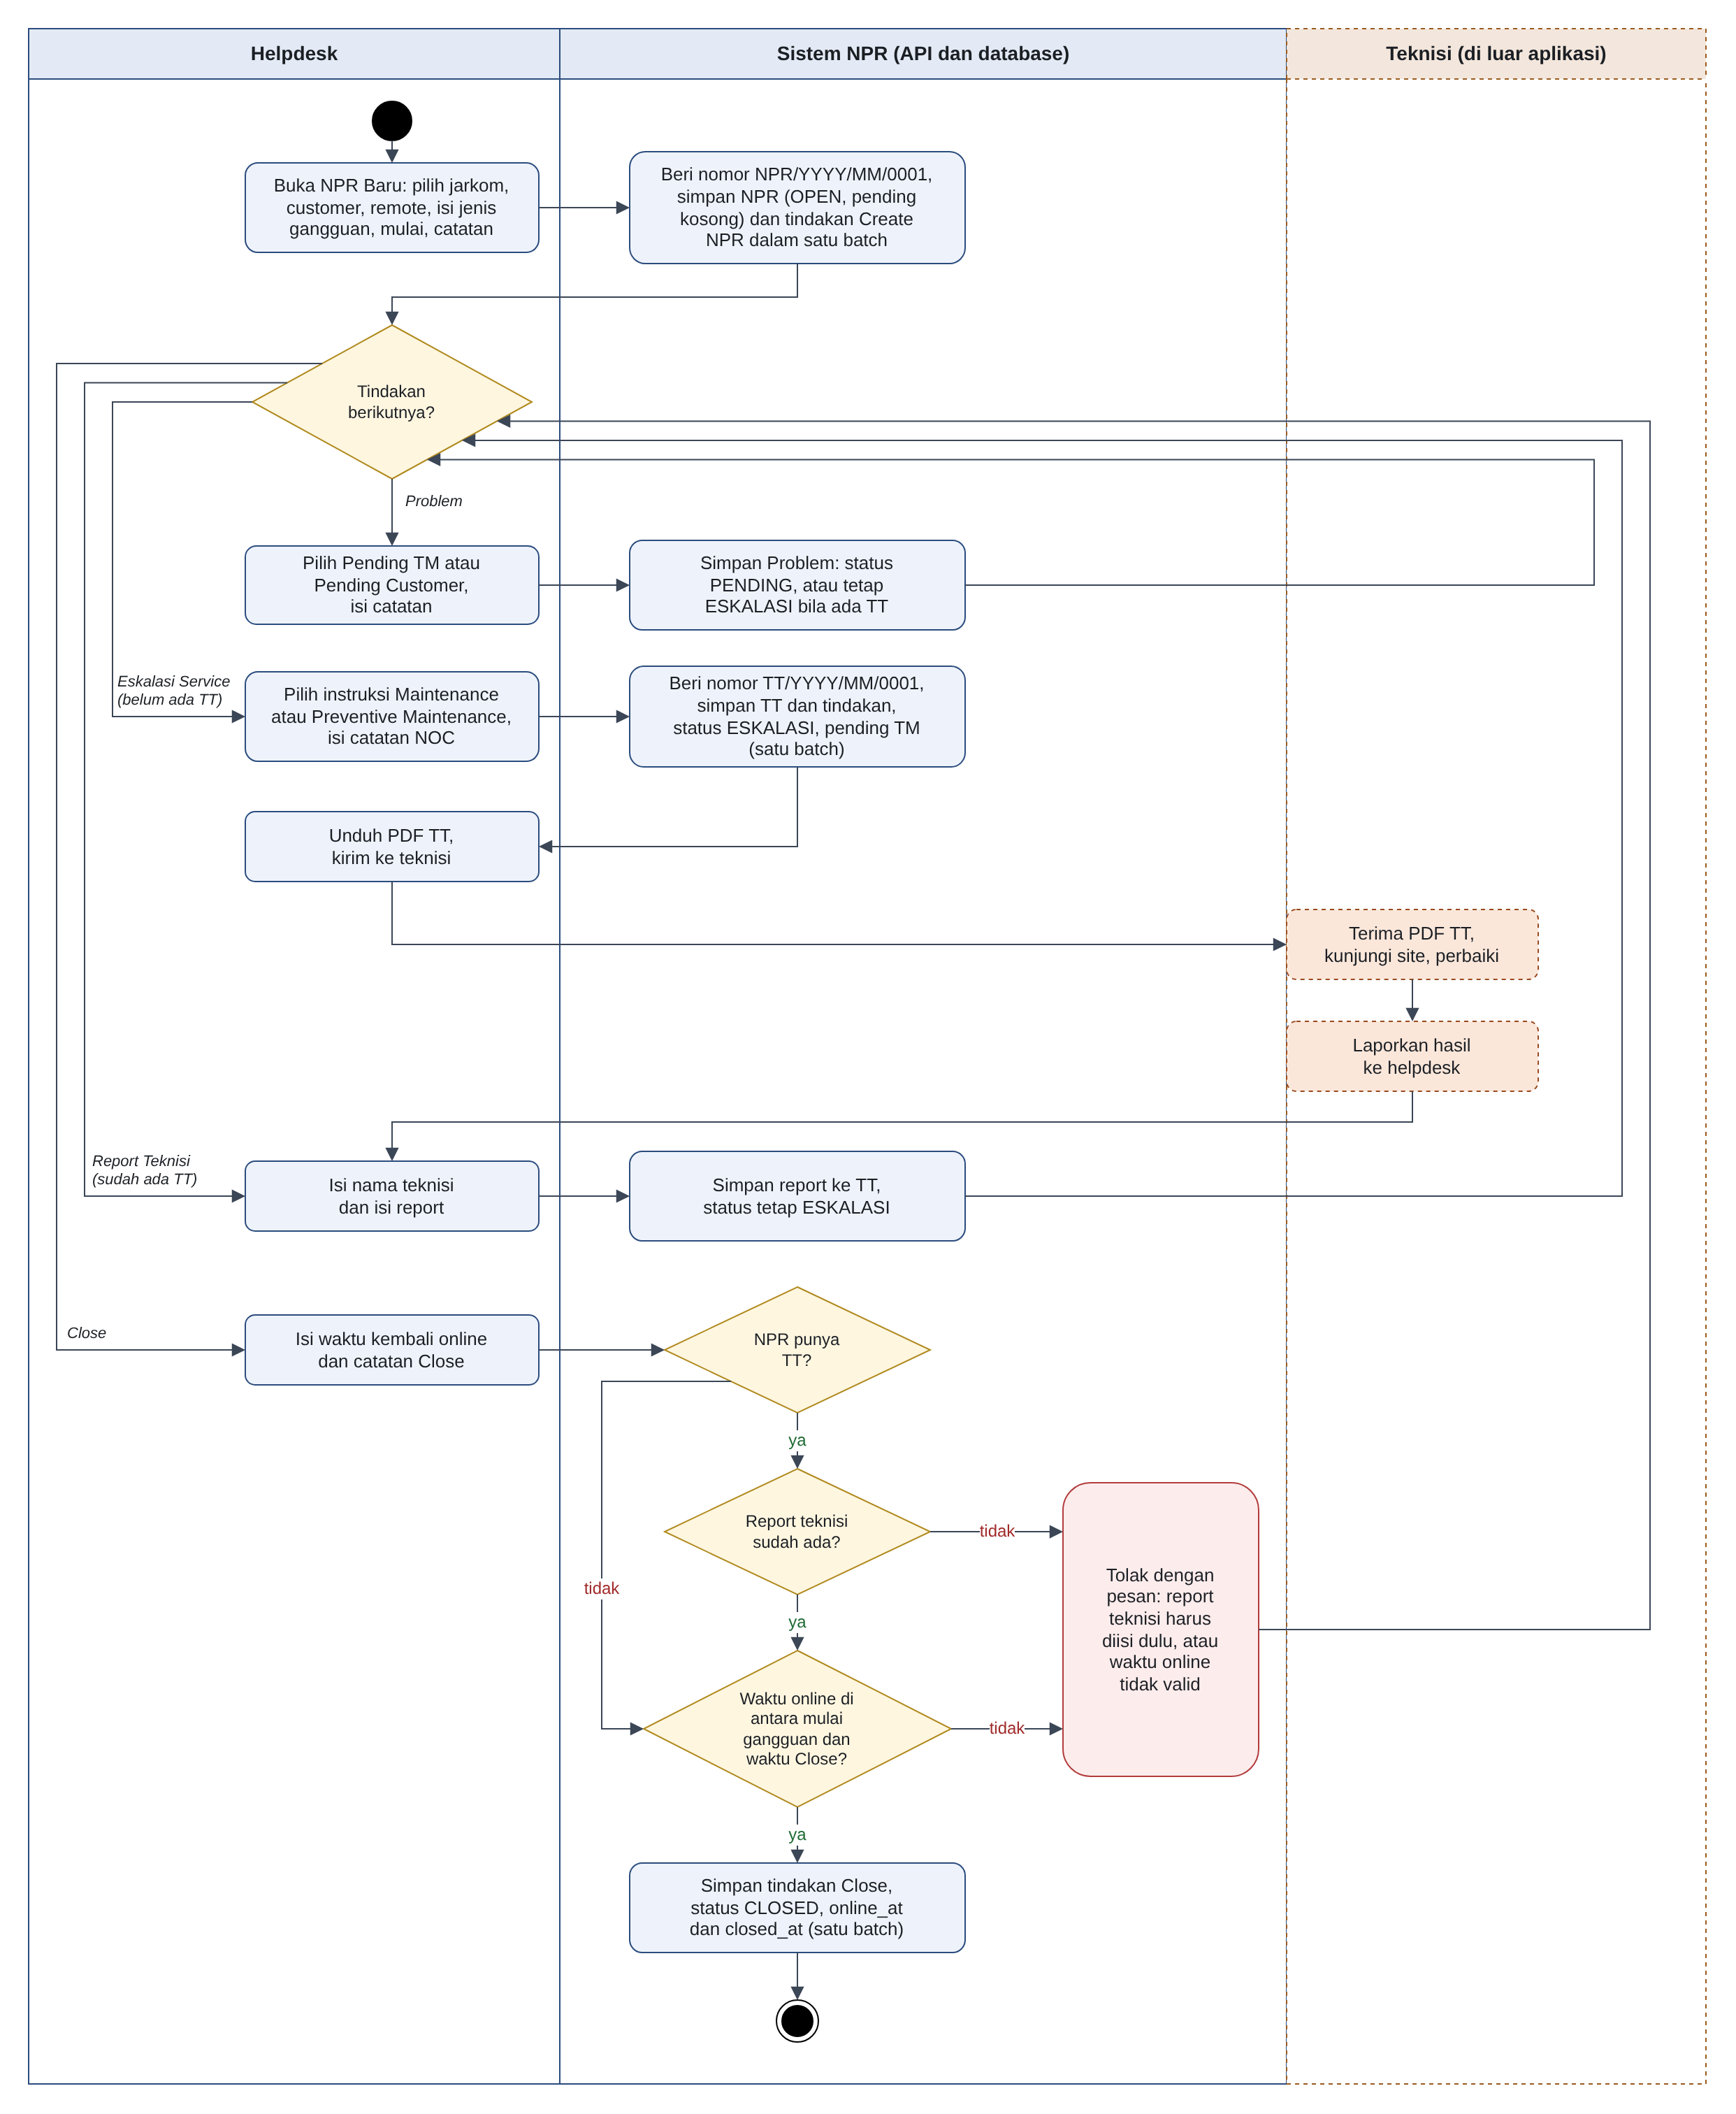 Helpdesk
Sistem NPR (API dan database)
Teknisi (di luar aplikasi)
Buka NPR Baru: pilih jarkom,
customer, remote, isi jenis
gangguan, mulai, catatan
Beri nomor NPR/YYYY/MM/0001,
simpan NPR (OPEN, pending
kosong) dan tindakan Create
NPR dalam satu batch
Tindakan
berikutnya?
Problem
Pilih Pending TM atau
Pending Customer,
isi catatan
Simpan Problem: status
PENDING, atau tetap
ESKALASI bila ada TT
Eskalasi Service
(belum ada TT)
Pilih instruksi Maintenance
atau Preventive Maintenance,
isi catatan NOC
Beri nomor TT/YYYY/MM/0001,
simpan TT dan tindakan,
status ESKALASI, pending TM
(satu batch)
Unduh PDF TT,
kirim ke teknisi
Terima PDF TT,
kunjungi site, perbaiki
Laporkan hasil
ke helpdesk
Report Teknisi
(sudah ada TT)
Isi nama teknisi
dan isi report
Simpan report ke TT,
status tetap ESKALASI
Close
Isi waktu kembali online
dan catatan Close
NPR punya
TT?
ya
Report teknisi
sudah ada?
tidak
tidak
ya
Tolak dengan
pesan: report
teknisi harus
diisi dulu, atau
waktu online
tidak valid
Waktu online di
antara mulai
gangguan dan
waktu Close?
tidak
ya
Simpan tindakan Close,
status CLOSED, online_at
dan closed_at (satu batch)